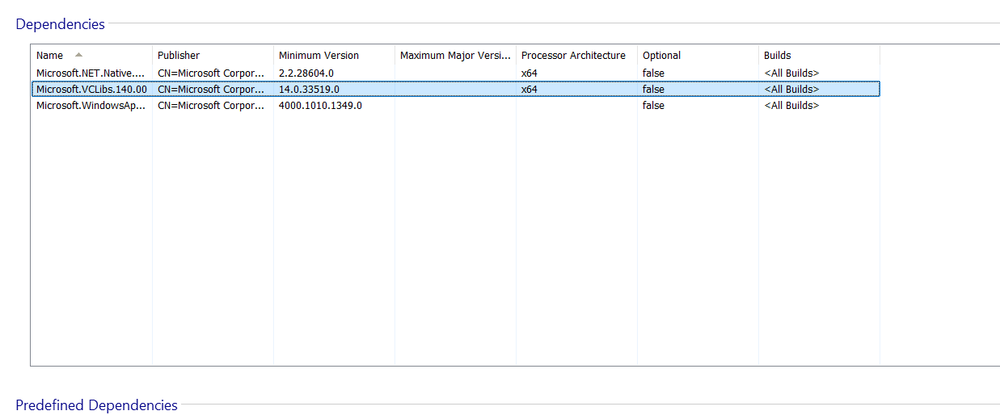 Dependencies
Name Publisher Minimum Version Maximum Major Versi... Processor Architecture Optional Builds
Microsoft.NET.Native.... CN=Microsoft Corpor... 2.2.28604.0 x64 false <All Builds>
Microsoft.VCLibs.140.00 CN=Microsoft Corpor... 14.0.33519.0 x64 false <All Builds>
Microsoft.WindowsAp... CN=Microsoft Corpor... 4000.1010.1349.0 false <All Builds>
Predefined Dependencies